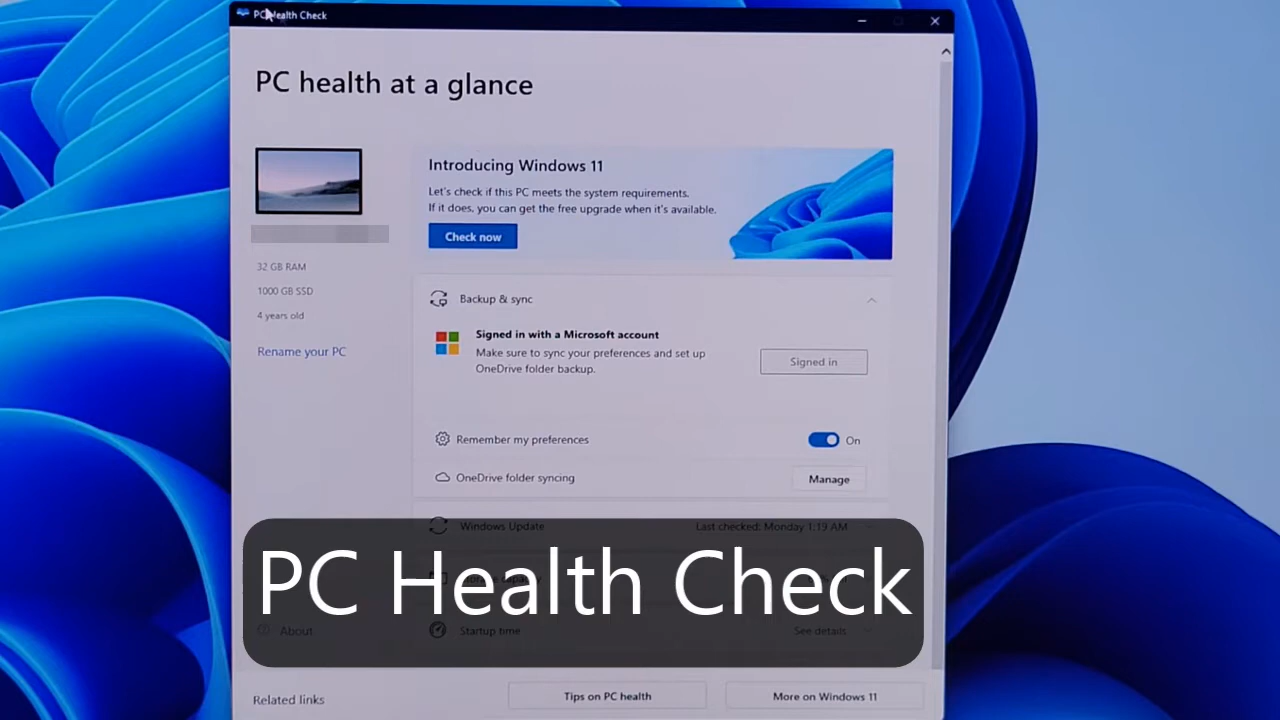 PC Health Check
PC health at a glance
32 GB RAM
1000 GB SSD
4 years old
Rename your PC
Introducing Windows 11
Let's check if this PC meets the system requirements.
If it does, you can get the free upgrade when it's available.
Check now
Backup & sync
Signed in with a Microsoft account
Make sure to sync your preferences and set up
OneDrive folder backup.
Signed in
Remember my preferences
On
OneDrive folder syncing
Manage
Windows Update
Last checked: Monday 1:19 AM
PC Health Check
About
Startup time
See details
Related links
Tips on PC health
More on Windows 11